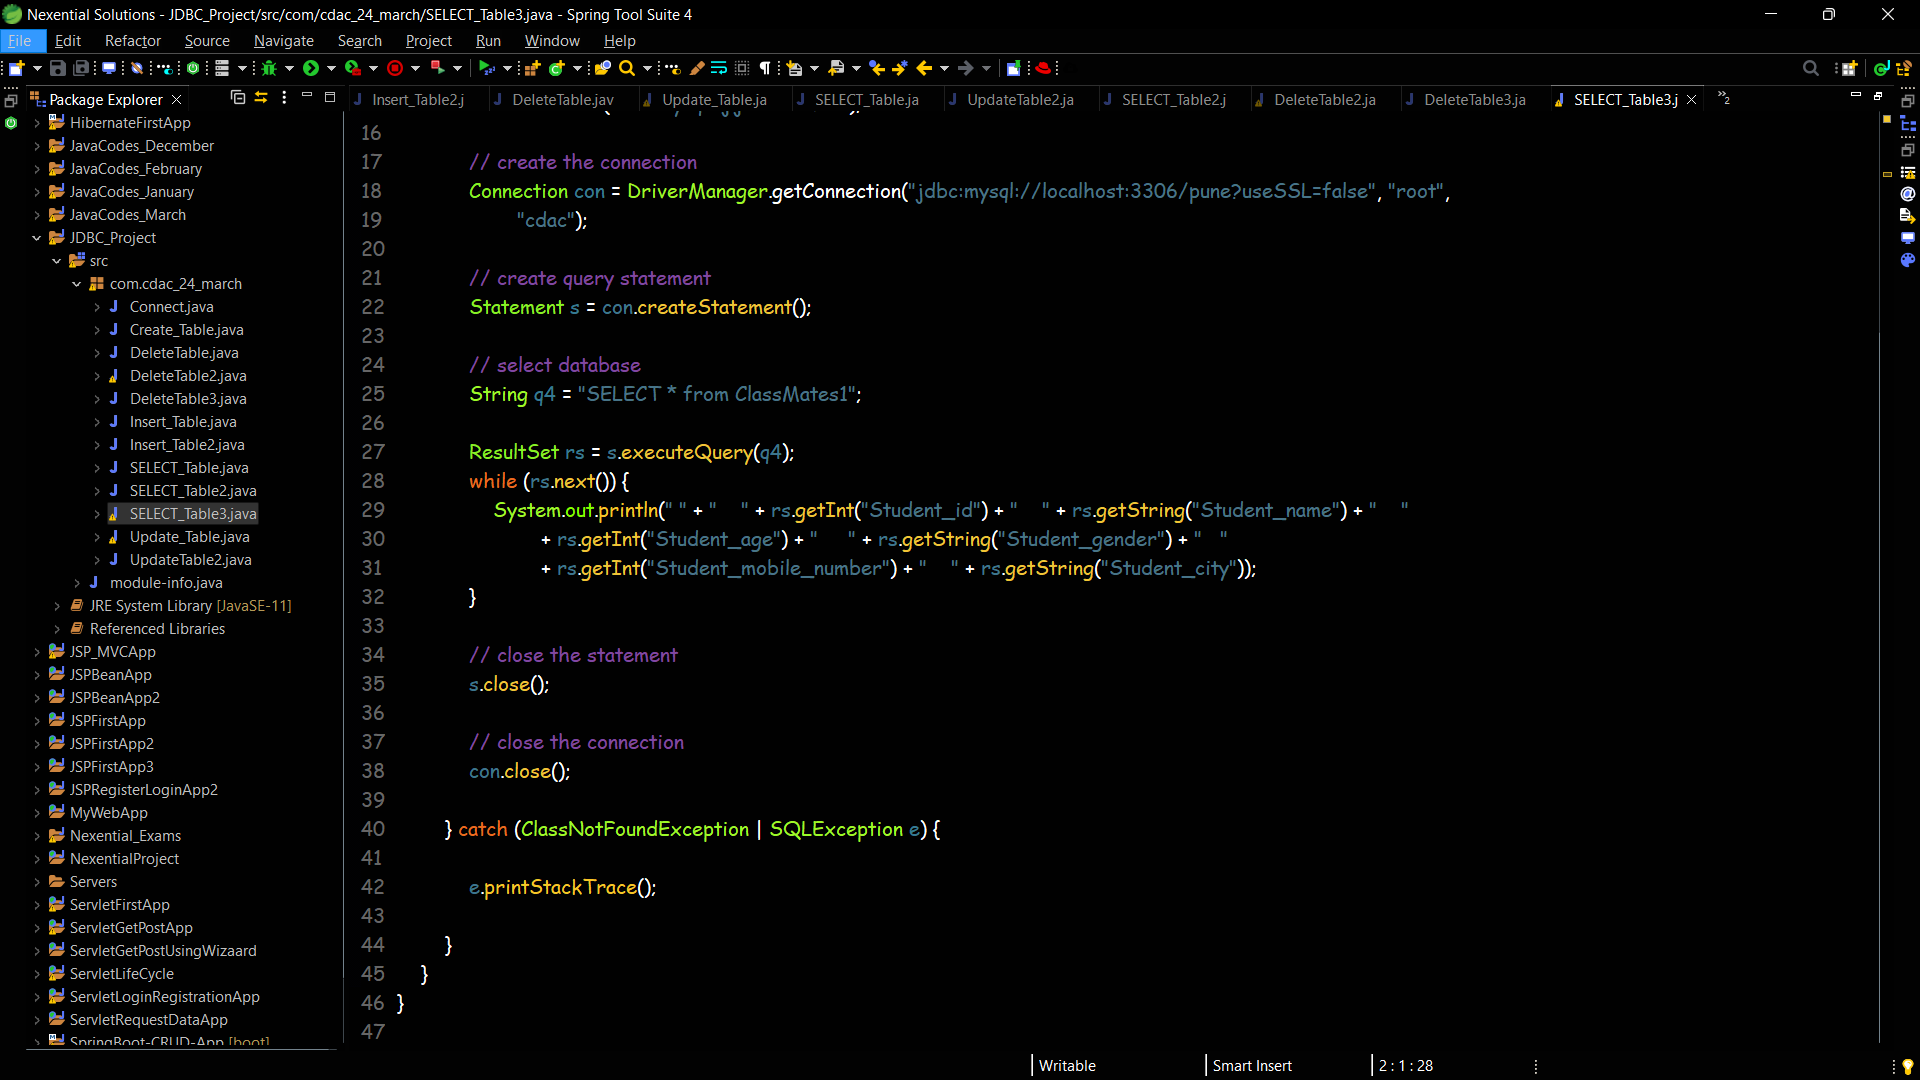 Nexential Solutions - JDBC_Project/src/com/cdac_24_march/SELECT_Table3.java - Spring Tool Suite 4
File Edit Refactor Source Navigate Search Project Run Window Help
Package Explorer
Insert_Table2.j DeleteTable.jav Update_Table.ja SELECT_Table.ja UpdateTable2.ja SELECT_Table2.j DeleteTable2.ja DeleteTable3.ja SELECT_Table3.j »2
HibernateFirstApp
JavaCodes_December
JavaCodes_February
JavaCodes_January
JavaCodes_March
JDBC_Project
src
com.cdac_24_march
Connect.java
Create_Table.java
DeleteTable.java
DeleteTable2.java
DeleteTable3.java
Insert_Table.java
Insert_Table2.java
SELECT_Table.java
SELECT_Table2.java
SELECT_Table3.java
Update_Table.java
UpdateTable2.java
module-info.java
JRE System Library [JavaSE-11]
Referenced Libraries
JSP_MVCApp
JSPBeanApp
JSPBeanApp2
JSPFirstApp
JSPFirstApp2
JSPFirstApp3
JSPRegisterLoginApp2
MyWebApp
Nexential_Exams
NexentialProject
Servers
ServletFirstApp
ServletGetPostApp
ServletGetPostUsingWizaard
ServletLifeCycle
ServletLoginRegistrationApp
ServletRequestDataApp
SpringBoot-CRUD-App [boot]
16
17 // create the connection
18 Connection con = DriverManager.getConnection("jdbc:mysql://localhost:3306/pune?useSSL=false", "root",
19 "cdac");
20
21 // create query statement
22 Statement s = con.createStatement();
23
24 // select database
25 String q4 = "SELECT * from ClassMates1";
26
27 ResultSet rs = s.executeQuery(q4);
28 while (rs.next()) {
29 System.out.println(" " + "    " + rs.getInt("Student_id") + "    " + rs.getString("Student_name") + "    "
30 + rs.getInt("Student_age") + "     " + rs.getString("Student_gender") + "   "
31 + rs.getInt("Student_mobile_number") + "    " + rs.getString("Student_city"));
32 }
33
34 // close the statement
35 s.close();
36
37 // close the connection
38 con.close();
39
40 } catch (ClassNotFoundException | SQLException e) {
41
42 e.printStackTrace();
43
44 }
45 }
46 }
47
Writable Smart Insert 2 : 1 : 28